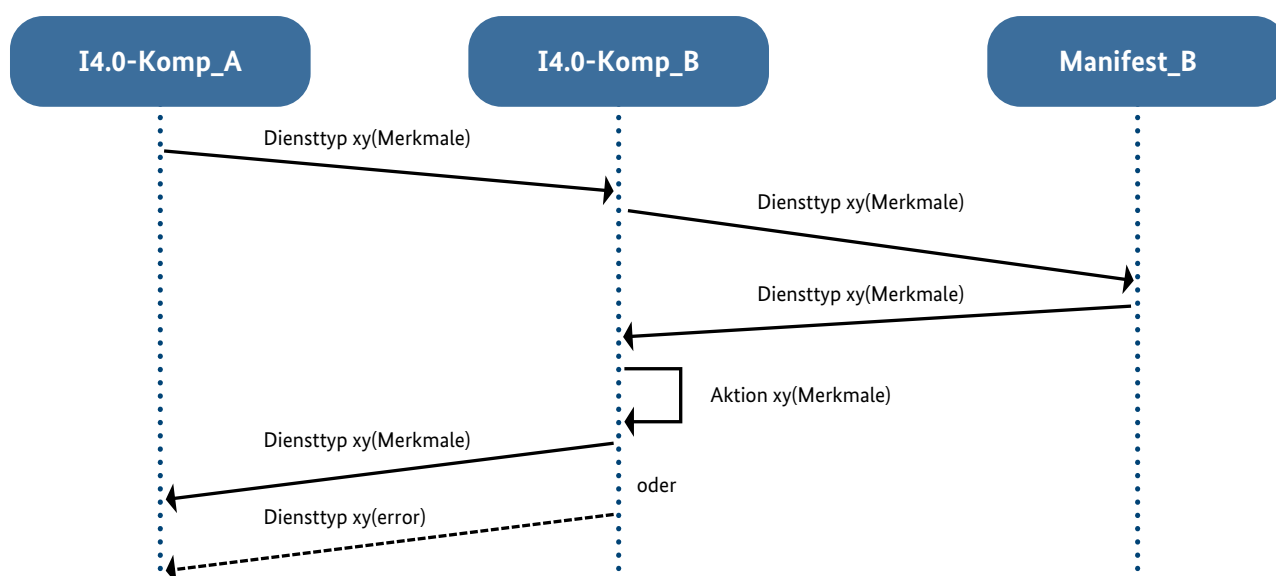 I4.0-Komp_A
I4.0-Komp_B
Manifest_B
Diensttyp xy(Merkmale)
Diensttyp xy(Merkmale)
Diensttyp xy(Merkmale)
Aktion xy(Merkmale)
Diensttyp xy(Merkmale)
oder
Diensttyp xy(error)